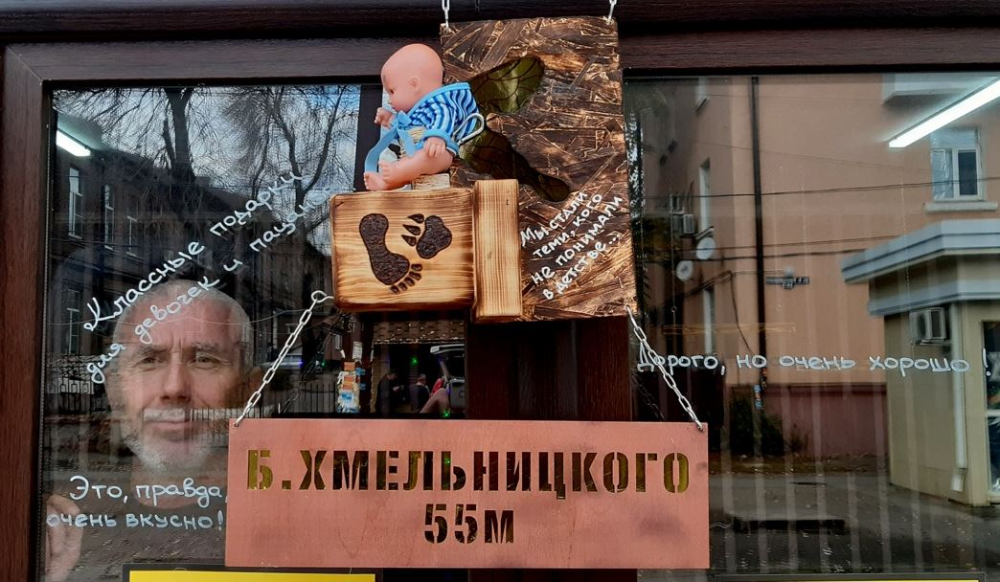 Классные подарки
для девочек и пацанов
Мы стали
теми, кого
не понимали
в детстве...
Дорого, но очень хорошо!
Б.ХМЕЛЬНИЦКОГО
55м
Это, правда,
очень вкусно!